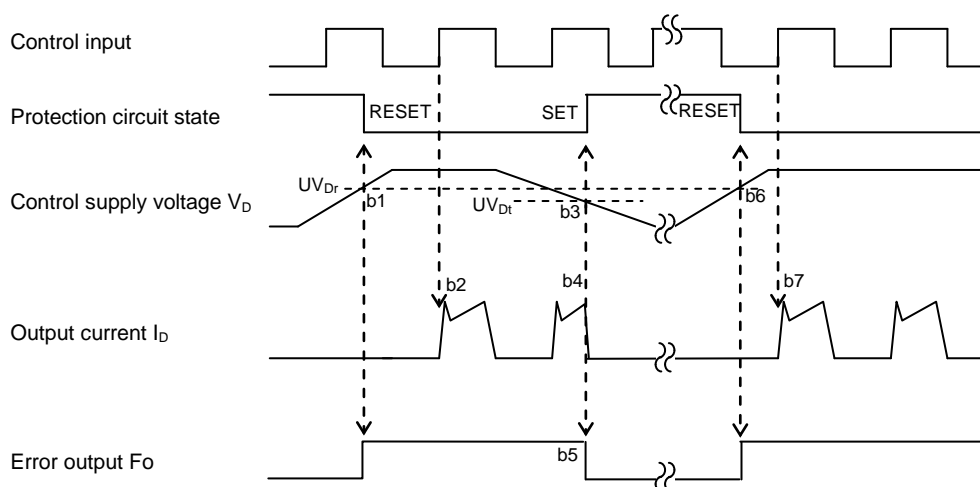 Control input
Protection circuit state
RESET
SET
RESET
Control supply voltage VD
UVDr
b1
UVDt
b3
b6
b2
b4
b7
Output current ID
b5
Error output Fo